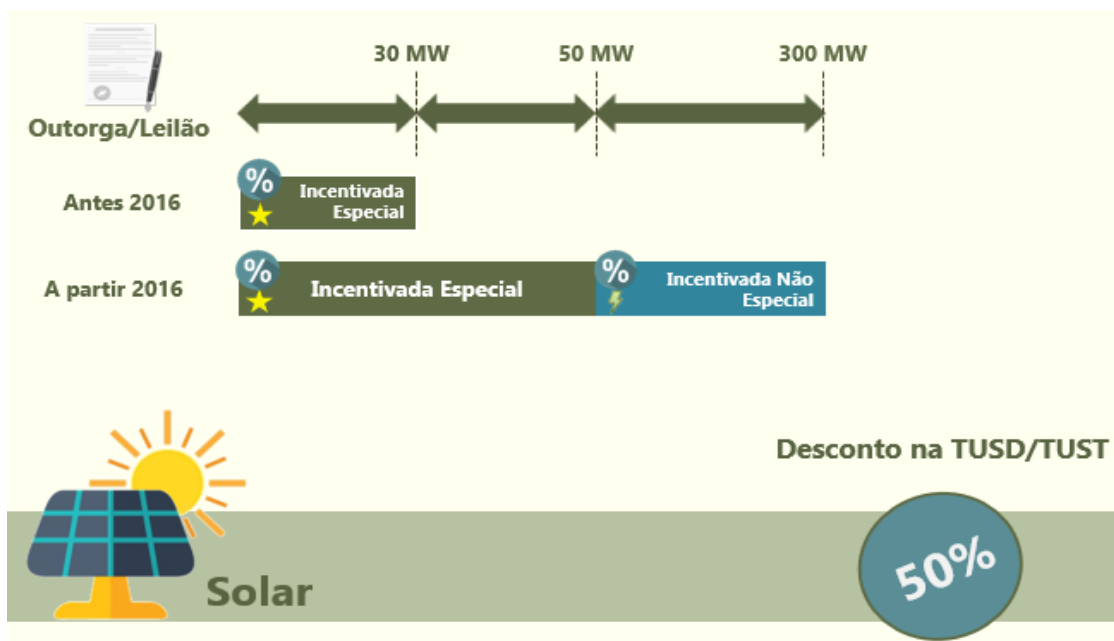 30 MW
50 MW
300 MW
Outorga/Leilão
Antes 2016
%
Incentivada
Especial
A partir 2016
%
Incentivada Especial
%
Incentivada Não
Especial
Desconto na TUSD/TUST
50%
Solar